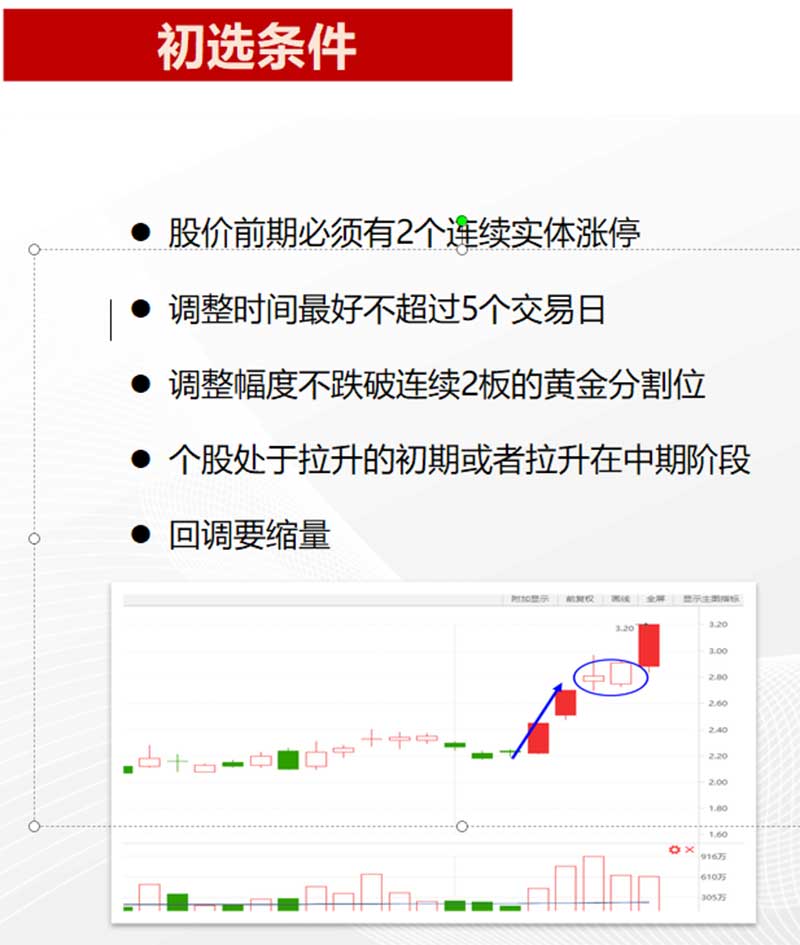 初选条件
● 股价前期必须有2个连续实体涨停
● 调整时间最好不超过5个交易日
● 调整幅度不跌破连续2板的黄金分割位
● 个股处于拉升的初期或者拉升在中期阶段
● 回调要缩量
附加显示 前复权 画线 全屏 显示主图指标
3.20
3.20
3.00
2.80
2.60
2.40
2.20
2.00
1.80
1.60
916万
610万
305万